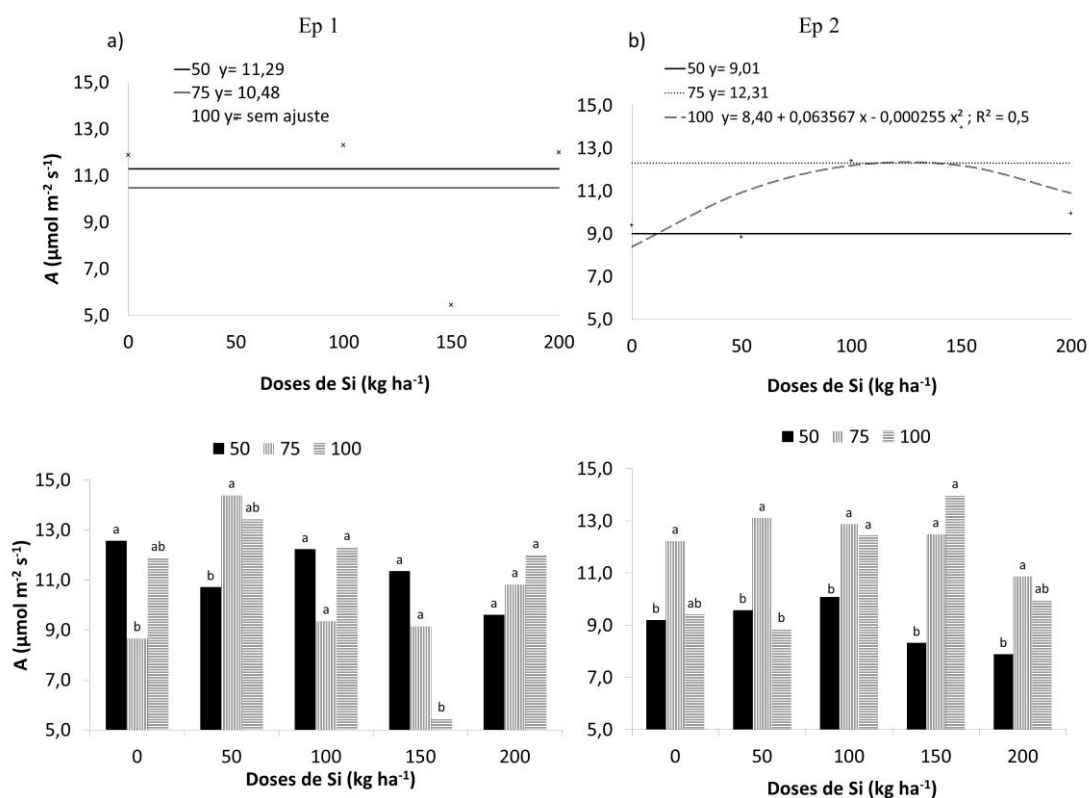 Ep 1
a)
50 y= 11,29
75 y= 10,48
100 y= sem ajuste
15,0
13,0
11,0
9,0
7,0
5,0
A (µmol m⁻² s⁻¹)
0 50 100 150 200
Doses de Si (kg ha⁻¹)
Ep 2
b)
50 y= 9,01
75 y= 12,31
100 y= 8,40 + 0,063567 x - 0,000255 x² ; R² = 0,5
15,0
13,0
11,0
9,0
7,0
5,0
0 50 100 150 200
Doses de Si (kg ha⁻¹)
50 75 100
15,0
13,0
11,0
9,0
7,0
5,0
A (µmol m⁻² s⁻¹)
a b ab
b a ab
a a a
a a b
a a a
0 50 100 150 200
Doses de Si (kg ha⁻¹)
50 75 100
15,0
13,0
11,0
9,0
7,0
5,0
b a ab
b a b
b a a
b a a
b a ab
0 50 100 150 200
Doses de Si (kg ha⁻¹)